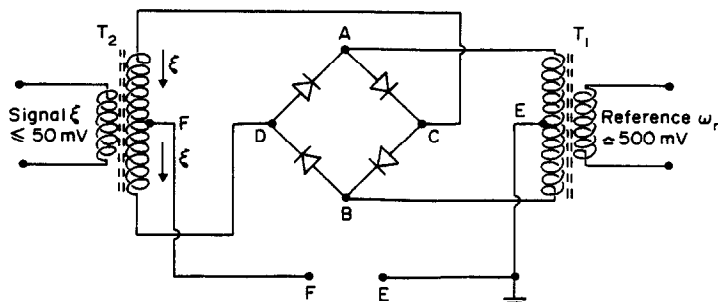 T2
ξ
Signal ξ
≤ 50 mV
F
ξ
A
D
C
B
T1
E
Reference ωr
≃ 500 mV
F
E